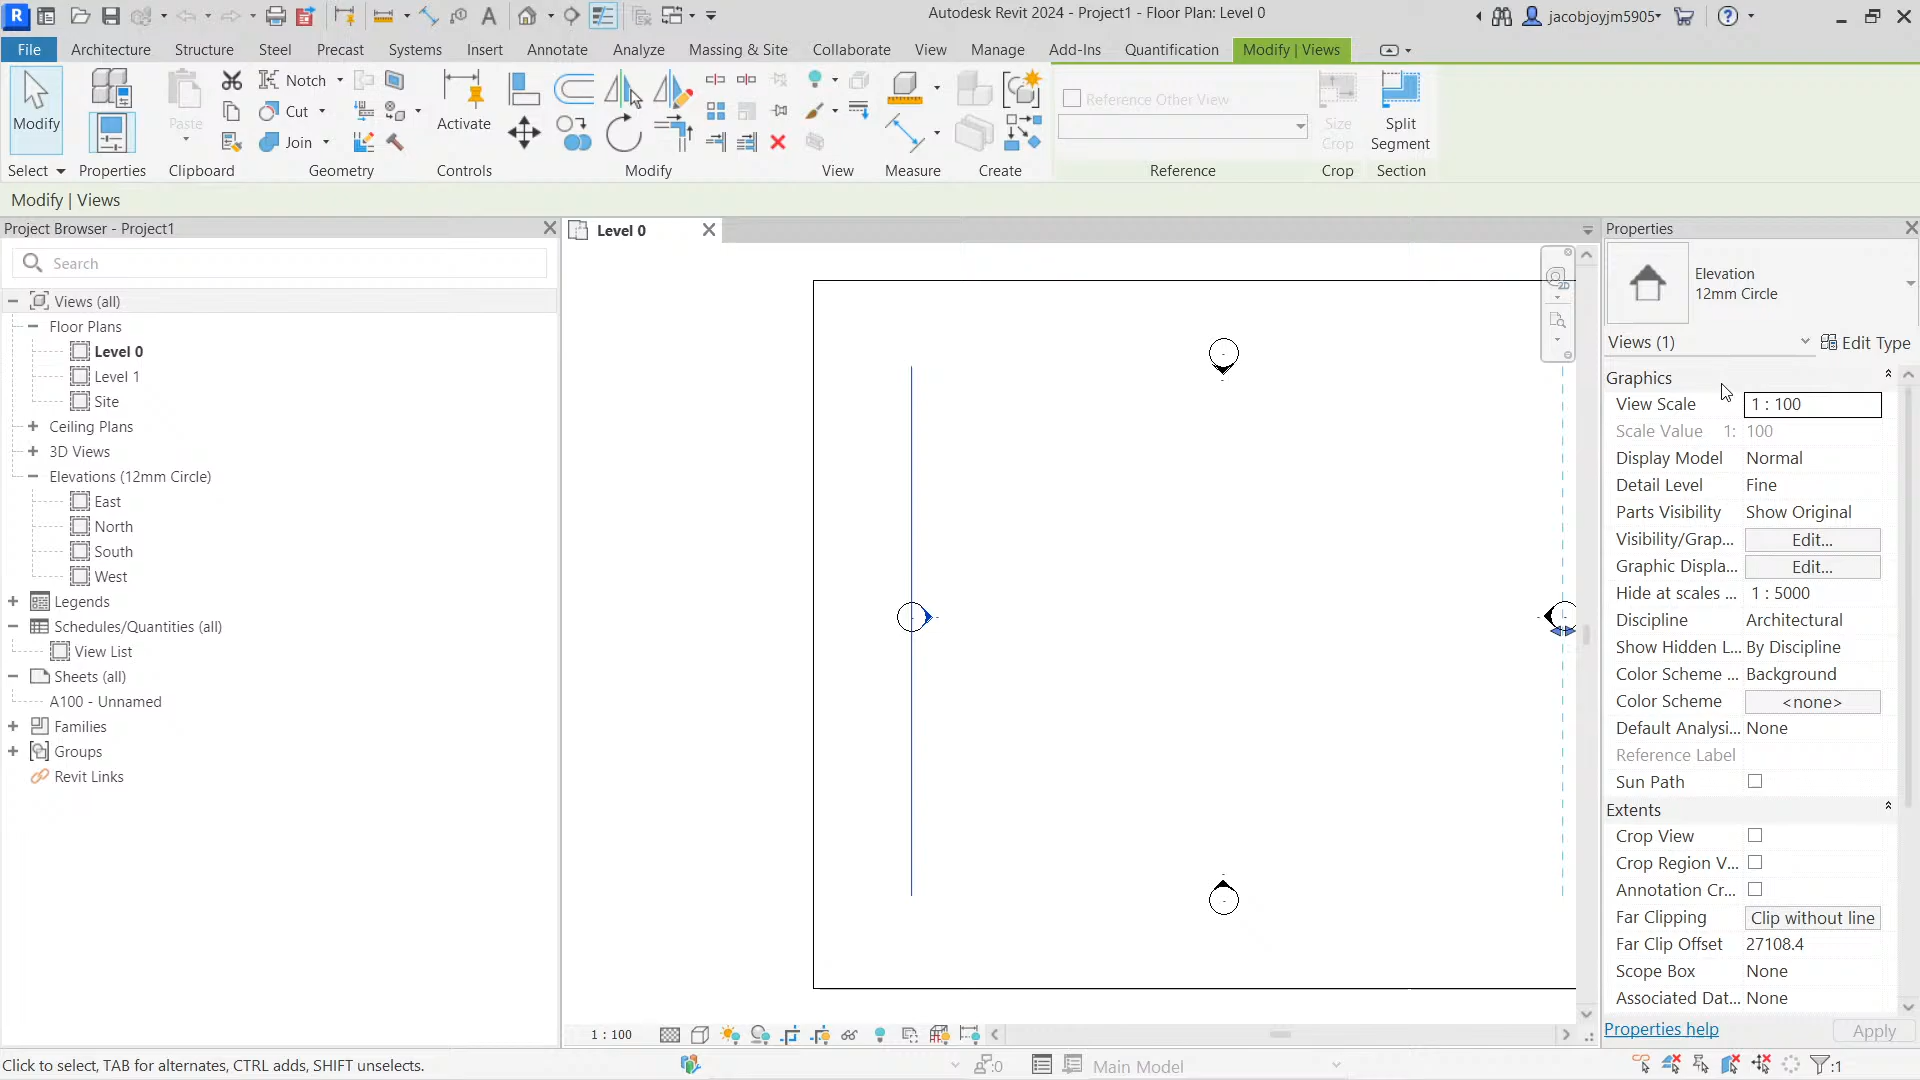 Autodesk Revit 2024 - Project1 - Floor Plan: Level 0
jacobjoyjm5905
File
Architecture
Structure
Steel
Precast
Systems
Insert
Annotate
Analyze
Massing & Site
Collaborate
View
Manage
Add-Ins
Quantification
Modify | Views
Modify
Paste
Notch
Cut
Join
Activate
Reference Other View
Size
Crop
Split
Segment
Select
Properties
Clipboard
Geometry
Controls
Modify
View
Measure
Create
Reference
Crop
Section
Modify | Views
Project Browser - Project1
Search
Views (all)
Floor Plans
Level 0
Level 1
Site
Ceiling Plans
3D Views
Elevations (12mm Circle)
East
North
South
West
Legends
Schedules/Quantities (all)
View List
Sheets (all)
A100 - Unnamed
Families
Groups
Revit Links
Level 0
2D
Properties
Elevation
12mm Circle
Views (1)
Edit Type
Graphics
View Scale 1 : 100
Scale Value 1: 100
Display Model Normal
Detail Level Fine
Parts Visibility Show Original
Visibility/Grap... Edit...
Graphic Displa... Edit...
Hide at scales ... 1 : 5000
Discipline Architectural
Show Hidden L... By Discipline
Color Scheme ... Background
Color Scheme <none>
Default Analysi... None
Reference Label
Sun Path
Extents
Crop View
Crop Region V...
Annotation Cr...
Far Clipping Clip without line
Far Clip Offset 27108.4
Scope Box None
Associated Dat... None
Properties help
Apply
1 : 100
Click to select, TAB for alternates, CTRL adds, SHIFT unselects.
:0
Main Model
:1